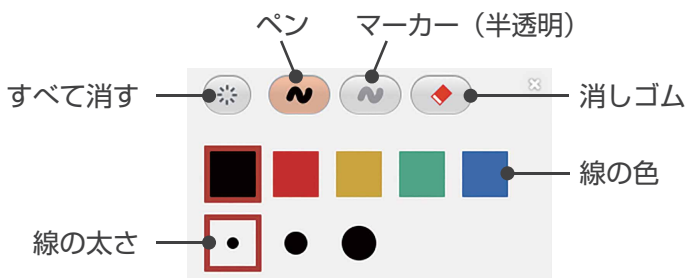 ペン
マーカー（半透明）
すべて消す
消しゴム
線の色
線の太さ